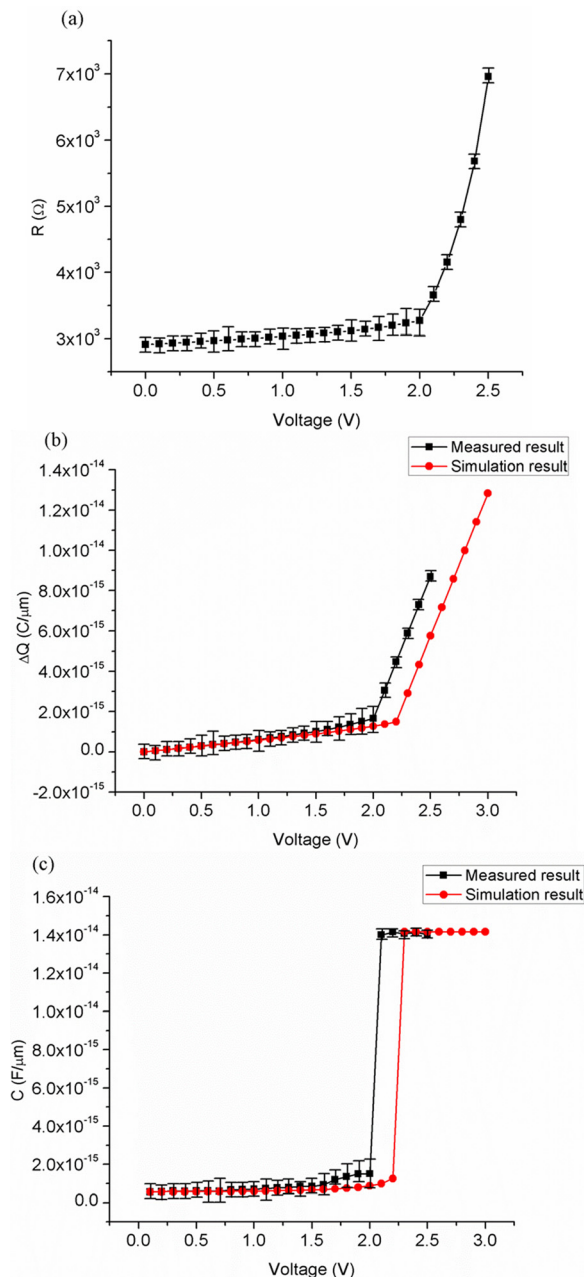 (a)
7x10³
6x10³
5x10³
4x10³
3x10³
R (Ω)
0.0 0.5 1.0 1.5 2.0 2.5
Voltage (V)
(b)
Measured result
Simulation result
1.4x10⁻¹⁴
1.2x10⁻¹⁴
1.0x10⁻¹⁴
8.0x10⁻¹⁵
6.0x10⁻¹⁵
4.0x10⁻¹⁵
2.0x10⁻¹⁵
0.0
-2.0x10⁻¹⁵
ΔQ (C/μm)
0.0 0.5 1.0 1.5 2.0 2.5 3.0
Voltage (V)
(c)
Measured result
Simulation result
1.6x10⁻¹⁴
1.4x10⁻¹⁴
1.2x10⁻¹⁴
1.0x10⁻¹⁴
8.0x10⁻¹⁵
6.0x10⁻¹⁵
4.0x10⁻¹⁵
2.0x10⁻¹⁵
0.0
C (F/μm)
0.0 0.5 1.0 1.5 2.0 2.5 3.0
Voltage (V)